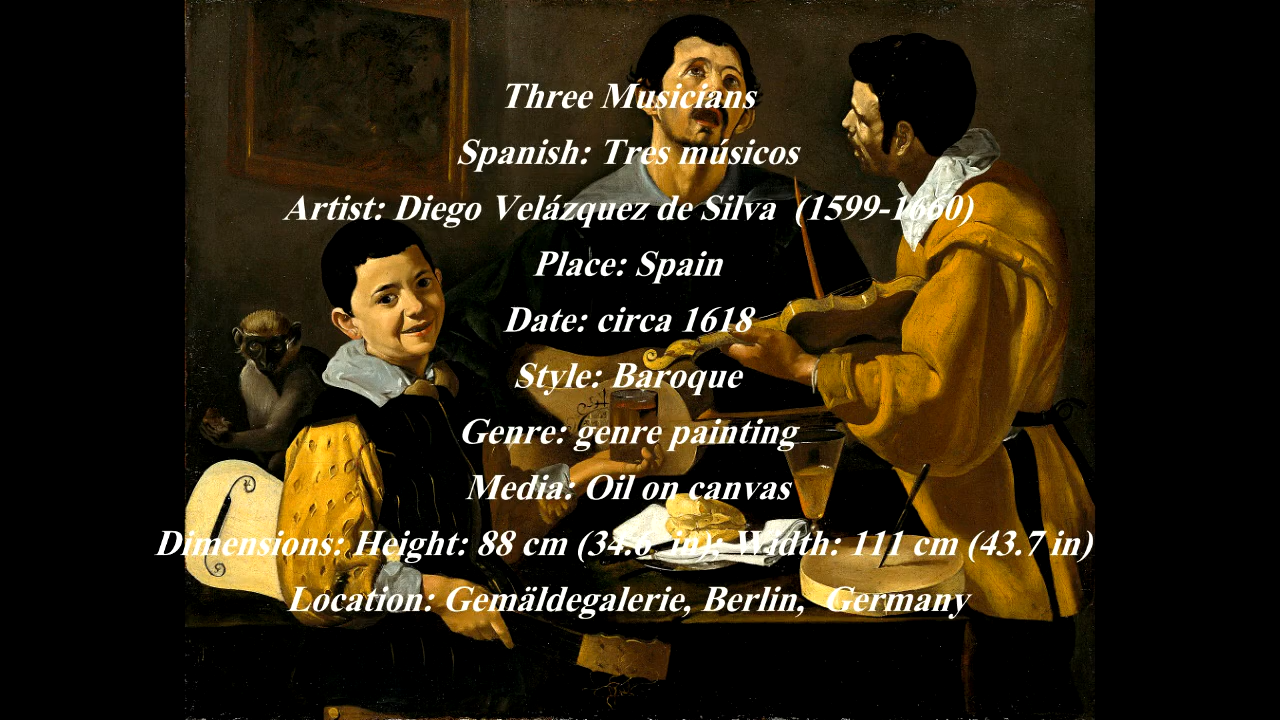 Three Musicians
Spanish: Tres músicos
Artist: Diego Velázquez de Silva (1599-1660)
Place: Spain
Date: circa 1618
Style: Baroque
Genre: genre painting
Media: Oil on canvas
Dimensions: Height: 88 cm (34.6 in); Width: 111 cm (43.7 in)
Location: Gemäldegalerie, Berlin, Germany